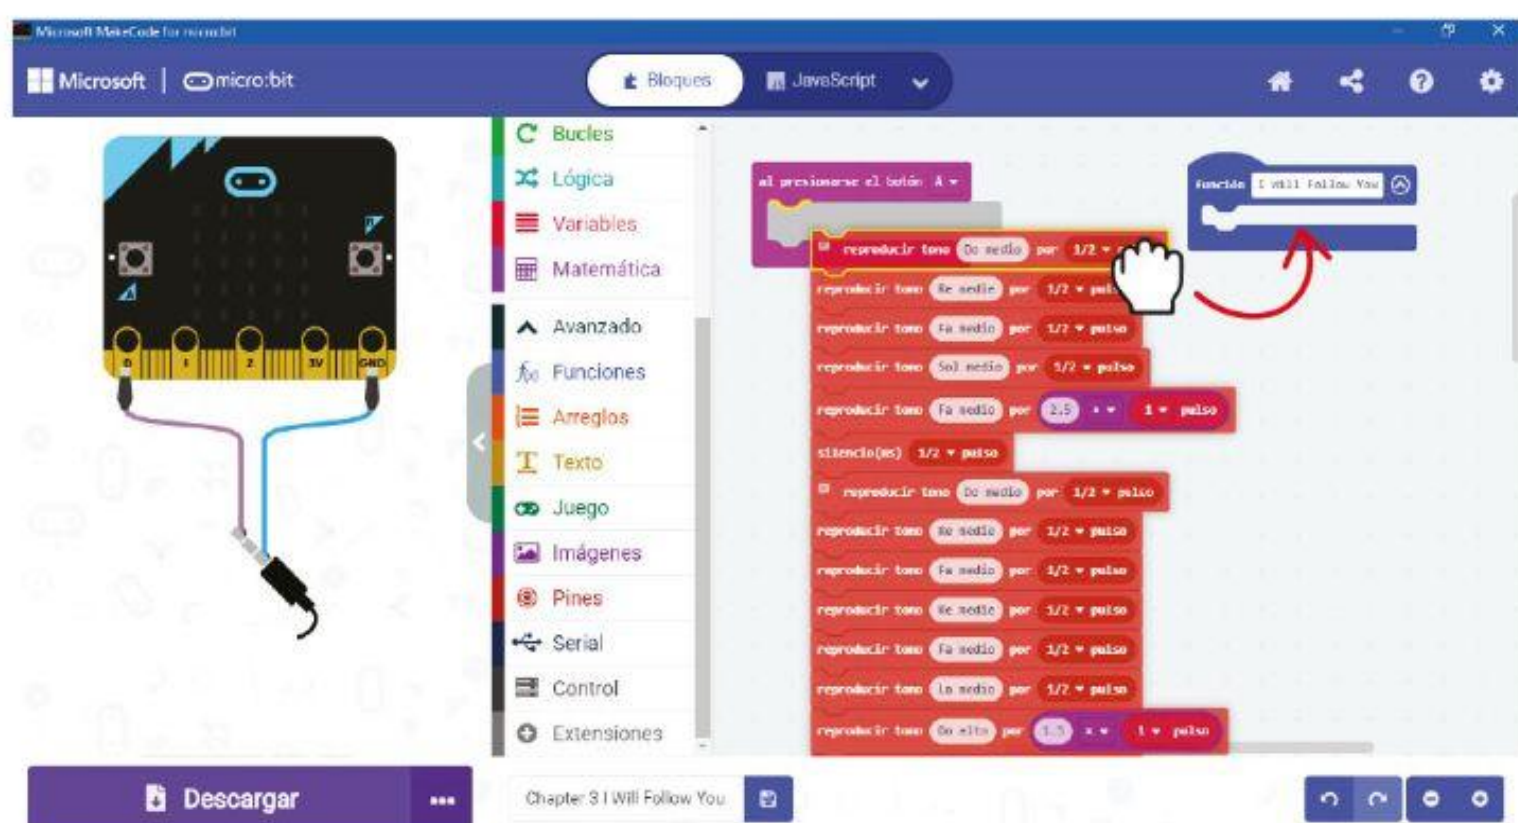 Microsoft MakeCode for micro:bit
Microsoft | micro:bit
Bloques
JavaScript
0
1
2
3V
GND
Descargar
Bucles
Lógica
Variables
Matemática
Avanzado
Funciones
Arreglos
Texto
Juego
Imágenes
Pines
Serial
Control
Extensiones
al presionarse el botón A
reproducir tono Do medio por 1/2
reproducir tono Re medio por 1/2 pulso
reproducir tono Fa medio por 1/2 pulso
reproducir tono Sol medio por 1/2 pulso
reproducir tono Fa medio por 2.5 × 1 pulso
silencio(ms) 1/2 pulso
reproducir tono Do medio por 1/2 pulso
reproducir tono Re medio por 1/2 pulso
reproducir tono Fa medio por 1/2 pulso
reproducir tono Re medio por 1/2 pulso
reproducir tono Fa medio por 1/2 pulso
reproducir tono La medio por 1/2 pulso
reproducir tono Do alto por 1.5 × 1 pulso
función I Will Follow You
Chapter 3 I Will Follow You